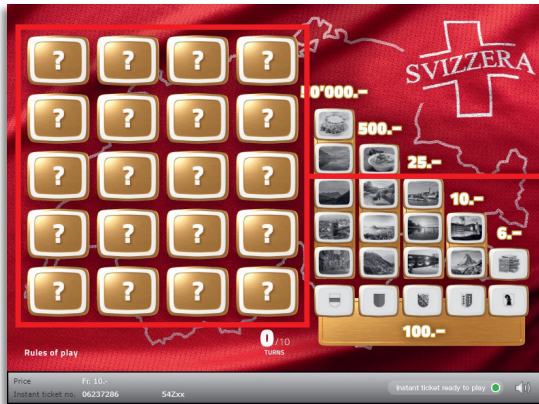 ? ? ? ?
? ? ? ?
? ? ? ?
? ? ? ?
? ? ? ?
SVIZZERA
50'000.–
500.–
25.–
10.–
6.–
100.–
0/10
TURNS
Rules of play
Price Fr. 10.-
Instant ticket no. 06237286 54Zxx
Instant ticket ready to play